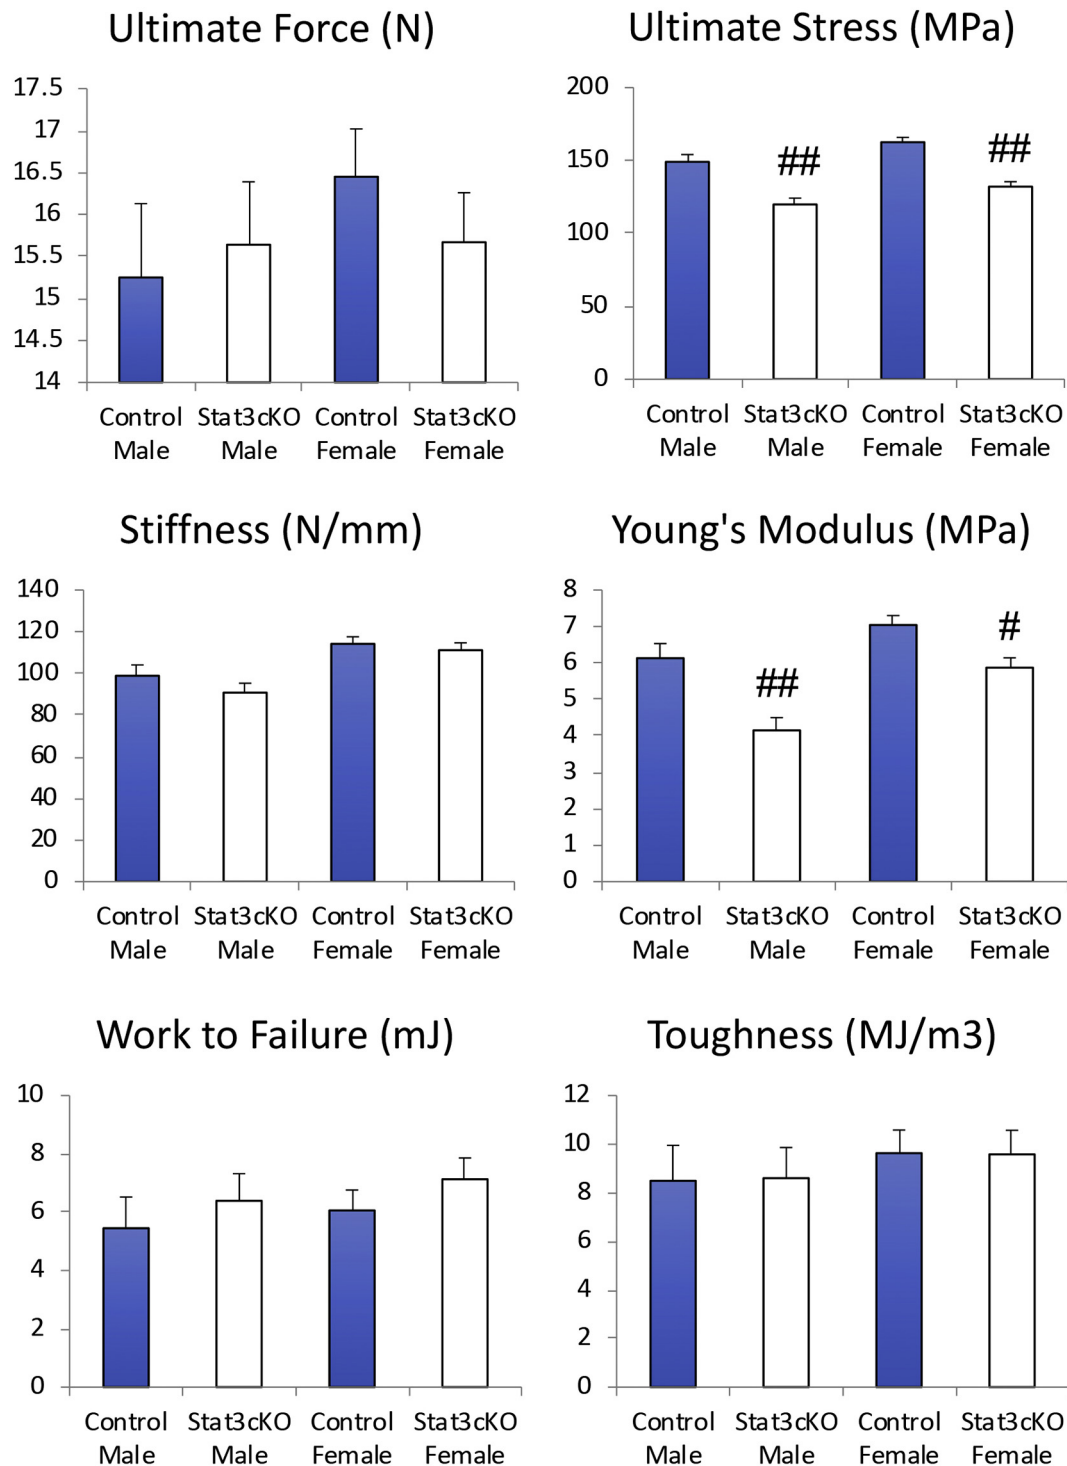 Ultimate Force (N)
17.5
17
16.5
16
15.5
15
14.5
14
Control Stat3cKO Control Stat3cKO
Male Male Female Female
Ultimate Stress (MPa)
200
150
100
50
0
##
##
Control Stat3cKO Control Stat3cKO
Male Male Female Female
Stiffness (N/mm)
140
120
100
80
60
40
20
0
Control Stat3cKO Control Stat3cKO
Male Male Female Female
Young's Modulus (MPa)
8
7
6
5
4
3
2
1
0
##
#
Control Stat3cKO Control Stat3cKO
Male Male Female Female
Work to Failure (mJ)
10
8
6
4
2
0
Control Stat3cKO Control Stat3cKO
Male Male Female Female
Toughness (MJ/m3)
12
10
8
6
4
2
0
Control Stat3cKO Control Stat3cKO
Male Male Female Female